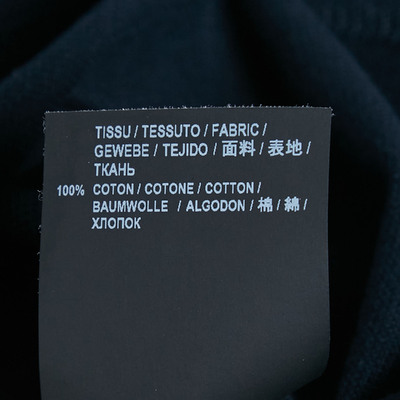 TISSU / TESSUTO / FABRIC /
GEWEBE / TEJIDO / 面料 / 表地 /
ТКАНЬ
100% COTON / COTONE / COTTON /
BAUMWOLLE / ALGODON / 棉 / 綿 /
ХЛОПОК